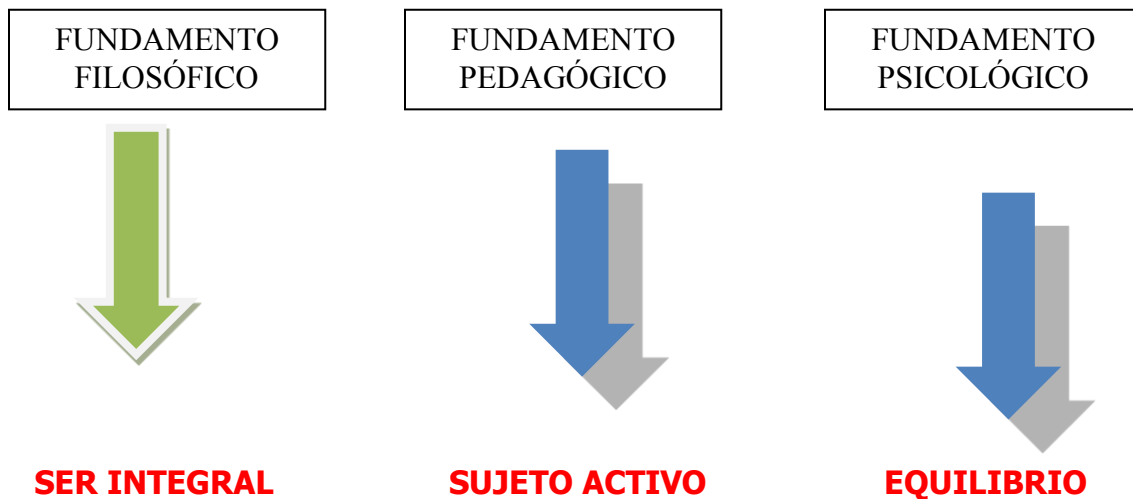 FUNDAMENTO
FILOSÓFICO
FUNDAMENTO
PEDAGÓGICO
FUNDAMENTO
PSICOLÓGICO
SER INTEGRAL
SUJETO ACTIVO
EQUILIBRIO